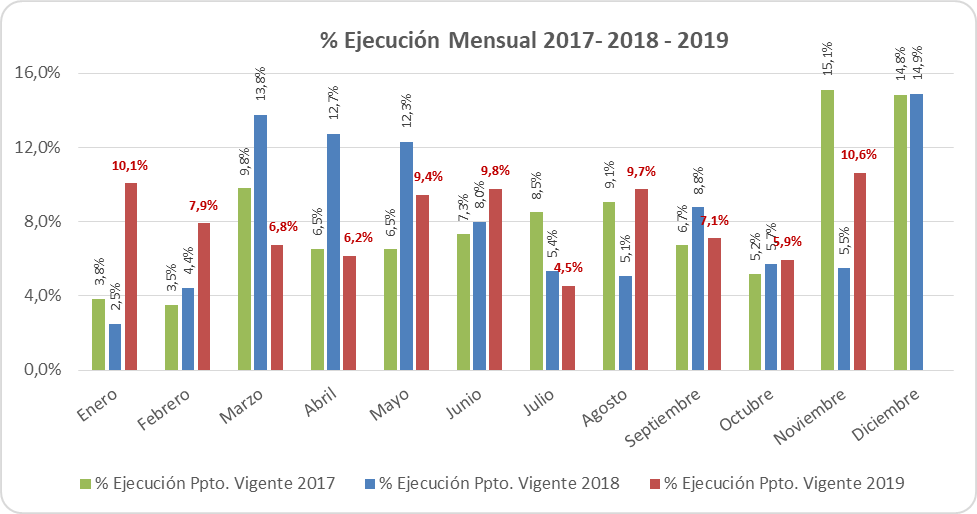 % Ejecución Mensual 2017- 2018 - 2019
16,0%
12,0%
8,0%
4,0%
0,0%
3,8%
2,5%
10,1%
3,5%
4,4%
7,9%
9,8%
13,8%
6,8%
6,5%
12,7%
6,2%
6,5%
12,3%
9,4%
7,3%
8,0%
9,8%
8,5%
5,4%
4,5%
9,1%
5,1%
9,7%
6,7%
8,8%
7,1%
5,2%
5,7%
5,9%
15,1%
5,5%
10,6%
14,8%
14,9%
Enero
Febrero
Marzo
Abril
Mayo
Junio
Julio
Agosto
Septiembre
Octubre
Noviembre
Diciembre
% Ejecución Ppto. Vigente 2017
% Ejecución Ppto. Vigente 2018
% Ejecución Ppto. Vigente 2019